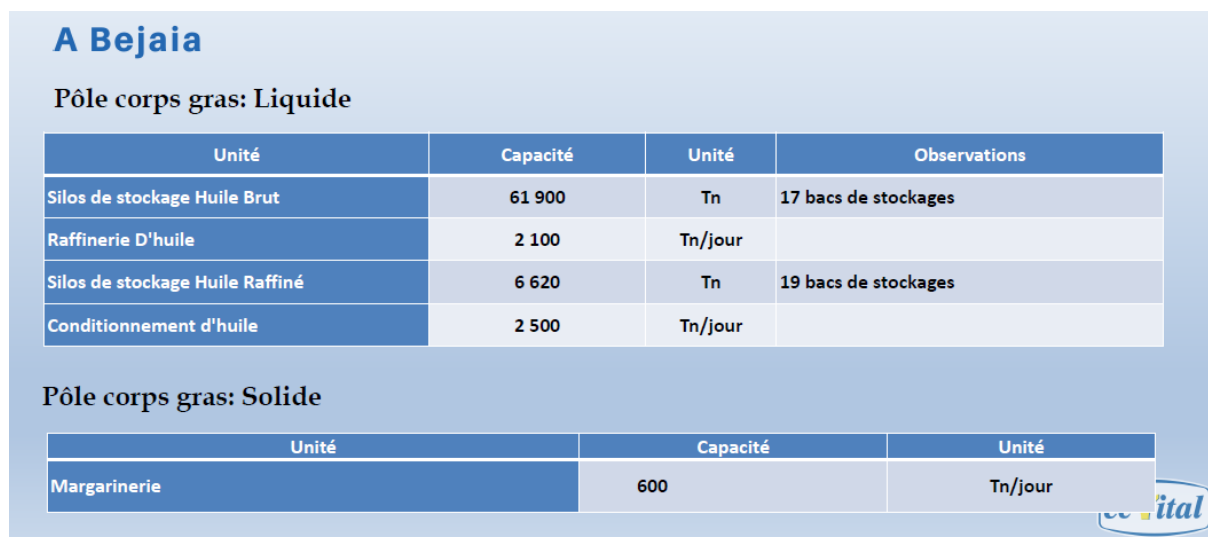 A Bejaia
Pôle corps gras: Liquide
Unité Capacité Unité Observations
Silos de stockage Huile Brut 61 900 Tn 17 bacs de stockages
Raffinerie D'huile 2 100 Tn/jour
Silos de stockage Huile Raffiné 6 620 Tn 19 bacs de stockages
Conditionnement d'huile 2 500 Tn/jour
Pôle corps gras: Solide
Unité Capacité Unité
Margarinerie 600 Tn/jour